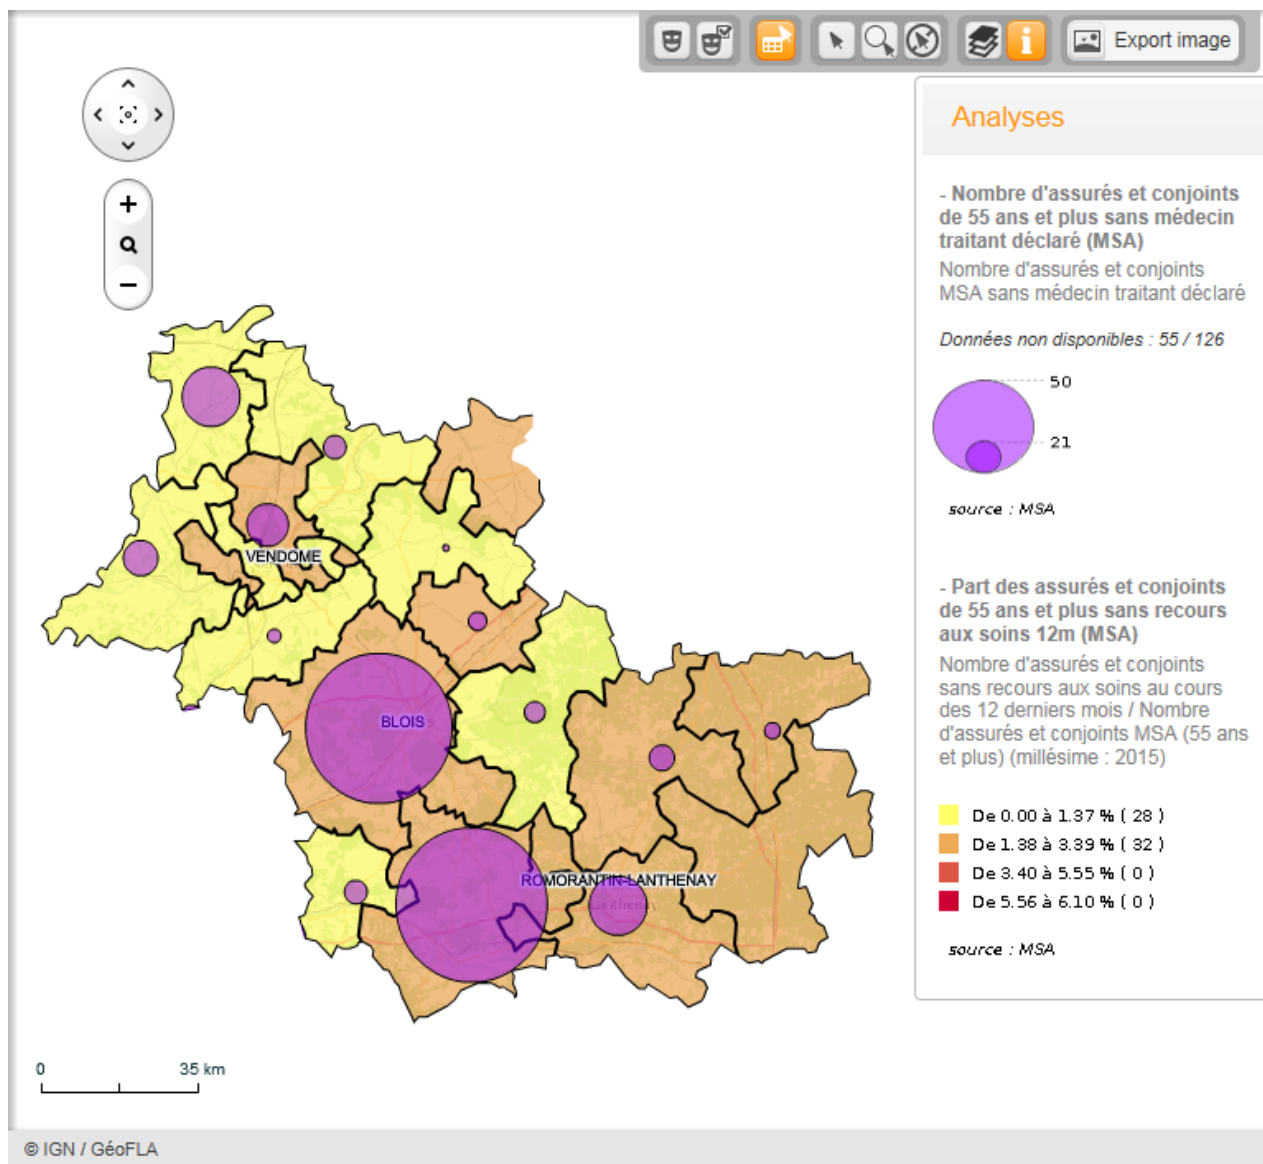 Export image
Analyses
- Nombre d'assurés et conjoints
de 55 ans et plus sans médecin
traitant déclaré (MSA)
Nombre d'assurés et conjoints
MSA sans médecin traitant déclaré
Données non disponibles : 55 / 126
50
21
source : MSA
- Part des assurés et conjoints
de 55 ans et plus sans recours
aux soins 12m (MSA)
Nombre d'assurés et conjoints
sans recours aux soins au cours
des 12 derniers mois / Nombre
d'assurés et conjoints MSA (55 ans
et plus) (millésime : 2015)
De 0.00 à 1.37 % ( 28 )
De 1.38 à 3.39 % ( 32 )
De 3.40 à 5.55 % ( 0 )
De 5.56 à 6.10 % ( 0 )
source : MSA
VENDOME
BLOIS
ROMORANTIN-LANTHENAY
Lanthenay
0 35 km
© IGN / GéoFLA